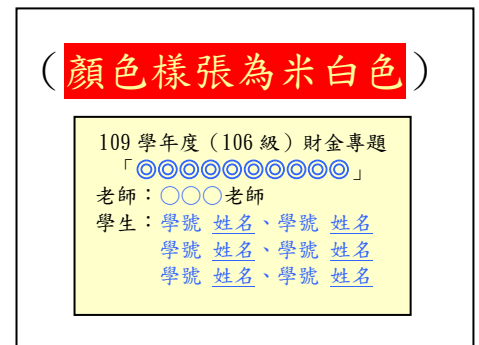 （顏色樣張為米白色）
109 學年度（106 級）財金專題
「◎◎◎◎◎◎◎◎◎◎」
老師：○○○老師
學生：學號 姓名、學號 姓名
學號 姓名、學號 姓名
學號 姓名、學號 姓名